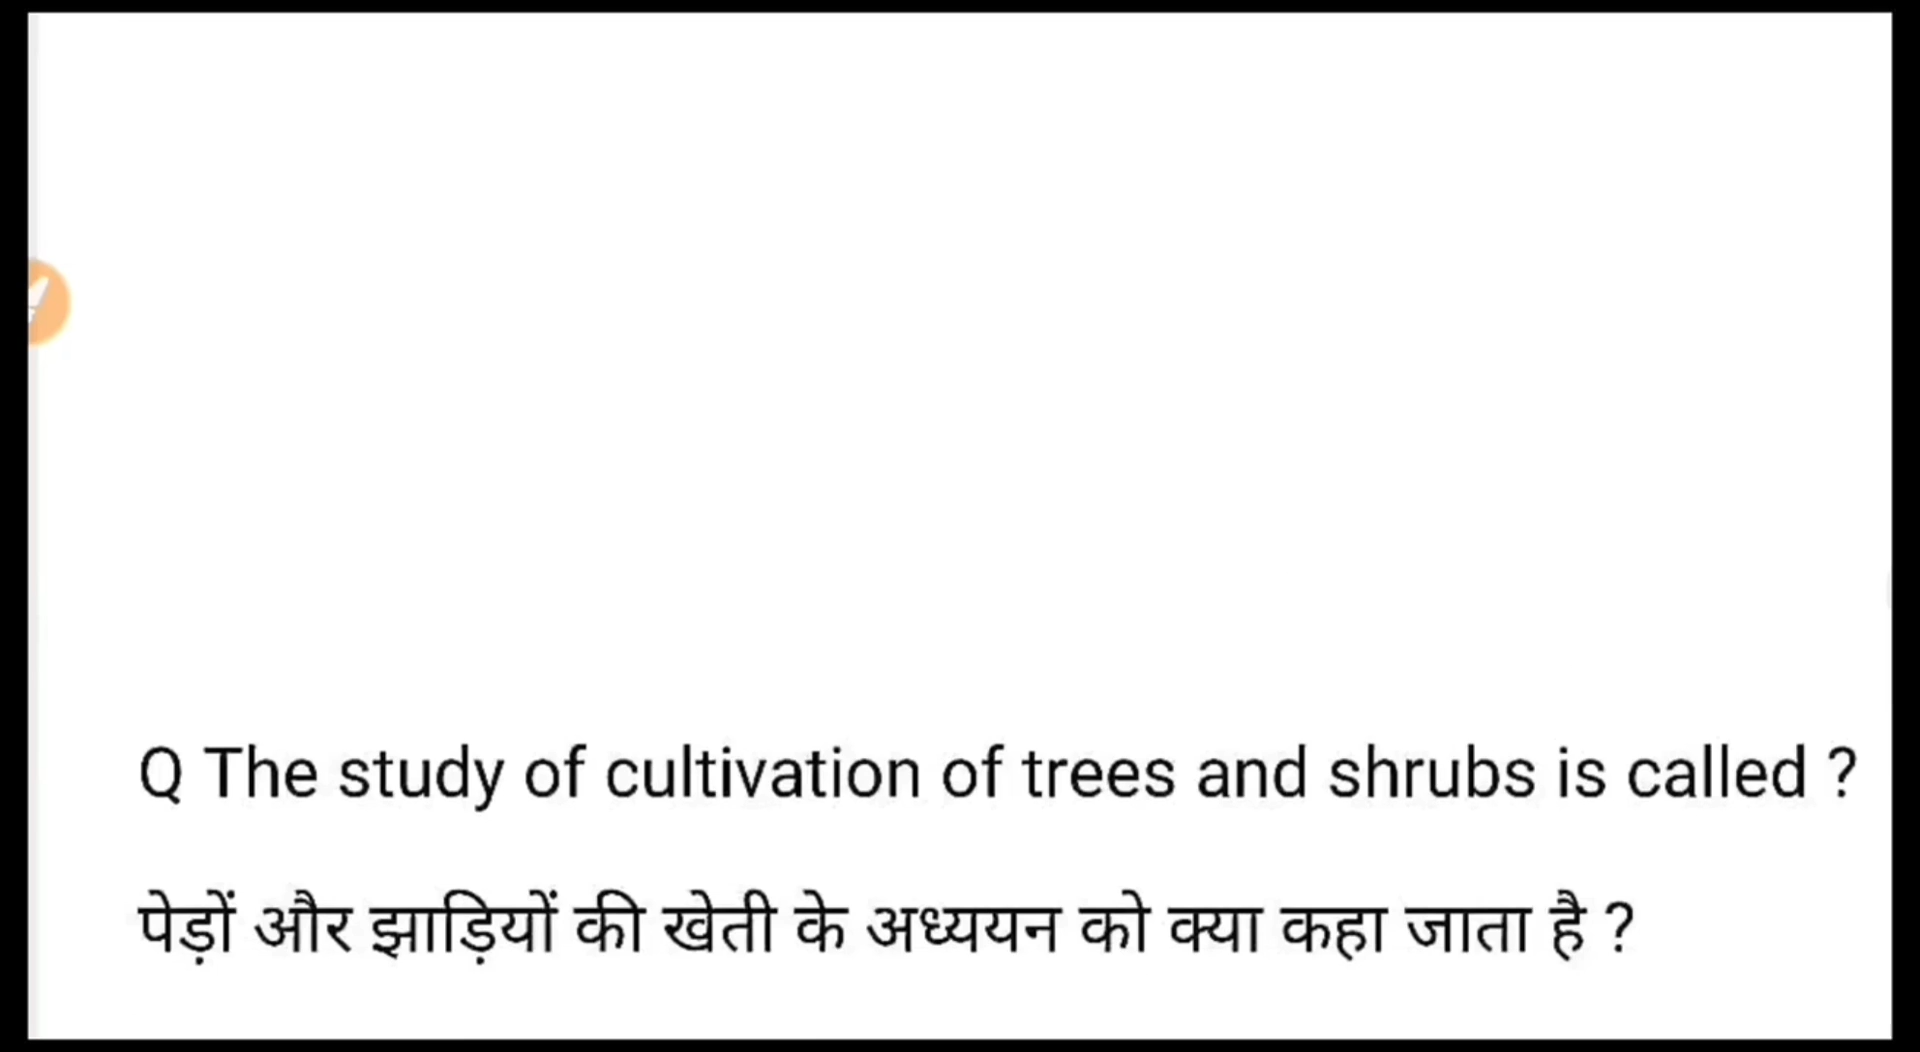 Q The study of cultivation of trees and shrubs is called ?
पेड़ों और झाड़ियों की खेती के अध्ययन को क्या कहा जाता है ?